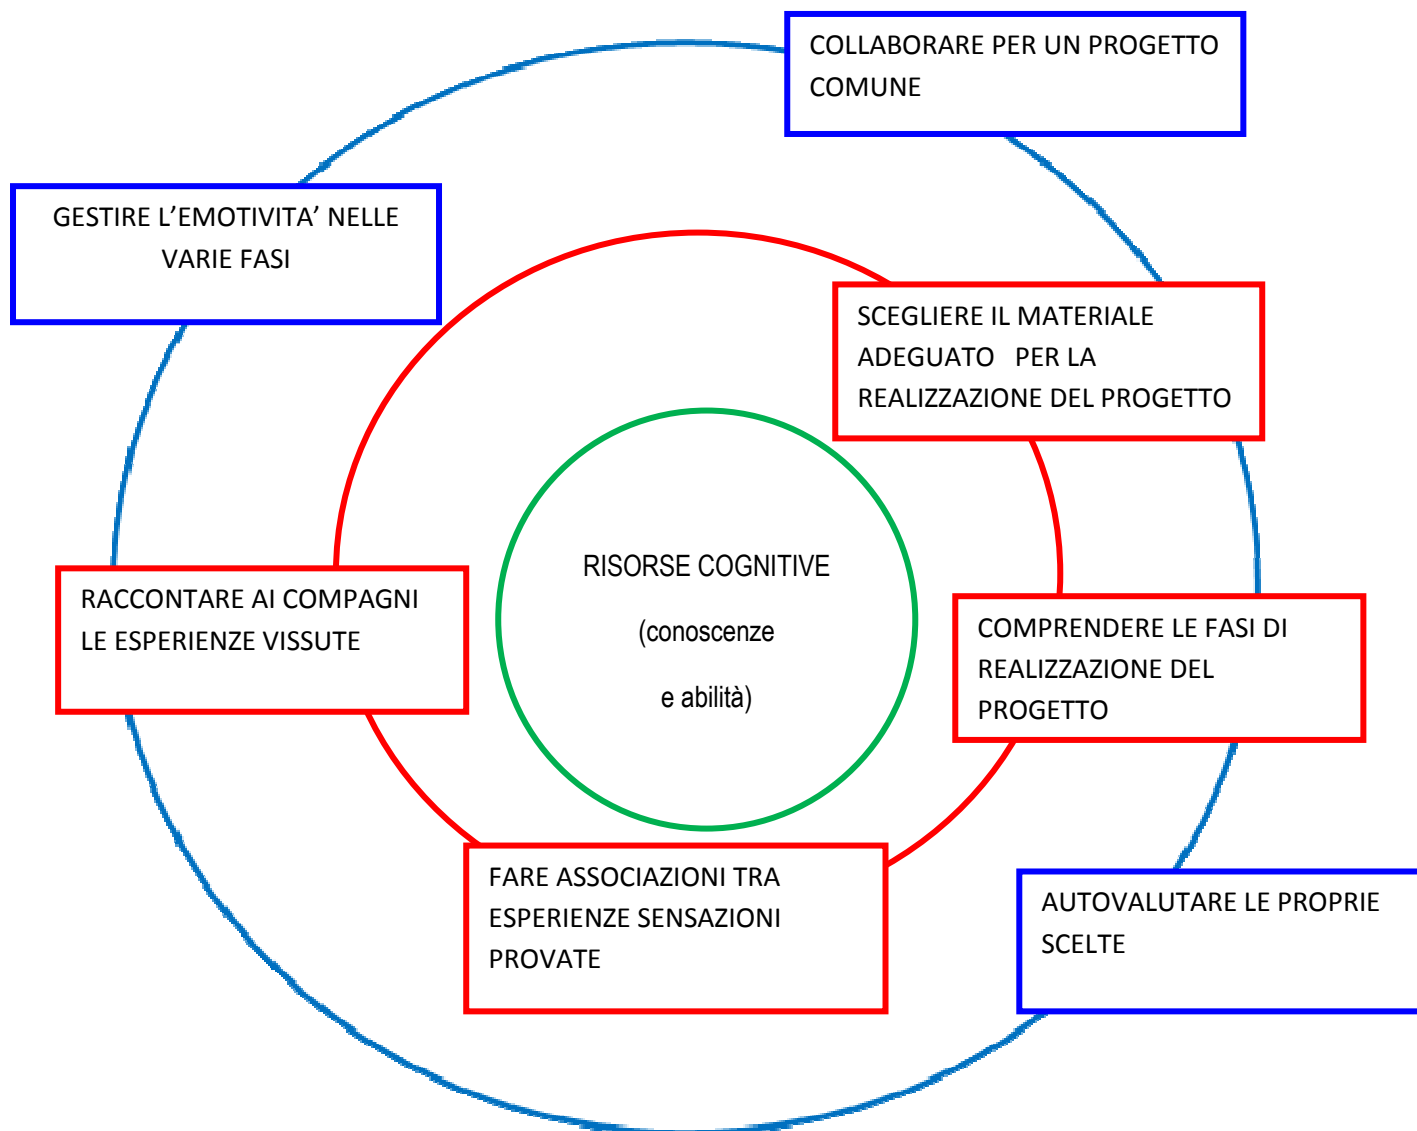 COLLABORARE PER UN PROGETTO
COMUNE
GESTIRE L’EMOTIVITA’ NELLE
VARIE FASI
SCEGLIERE IL MATERIALE
ADEGUATO PER LA
REALIZZAZIONE DEL PROGETTO
RISORSE COGNITIVE
(conoscenze
e abilità)
RACCONTARE AI COMPAGNI
LE ESPERIENZE VISSUTE
COMPRENDERE LE FASI DI
REALIZZAZIONE DEL
PROGETTO
FARE ASSOCIAZIONI TRA
ESPERIENZE SENSAZIONI
PROVATE
AUTOVALUTARE LE PROPRIE
SCELTE